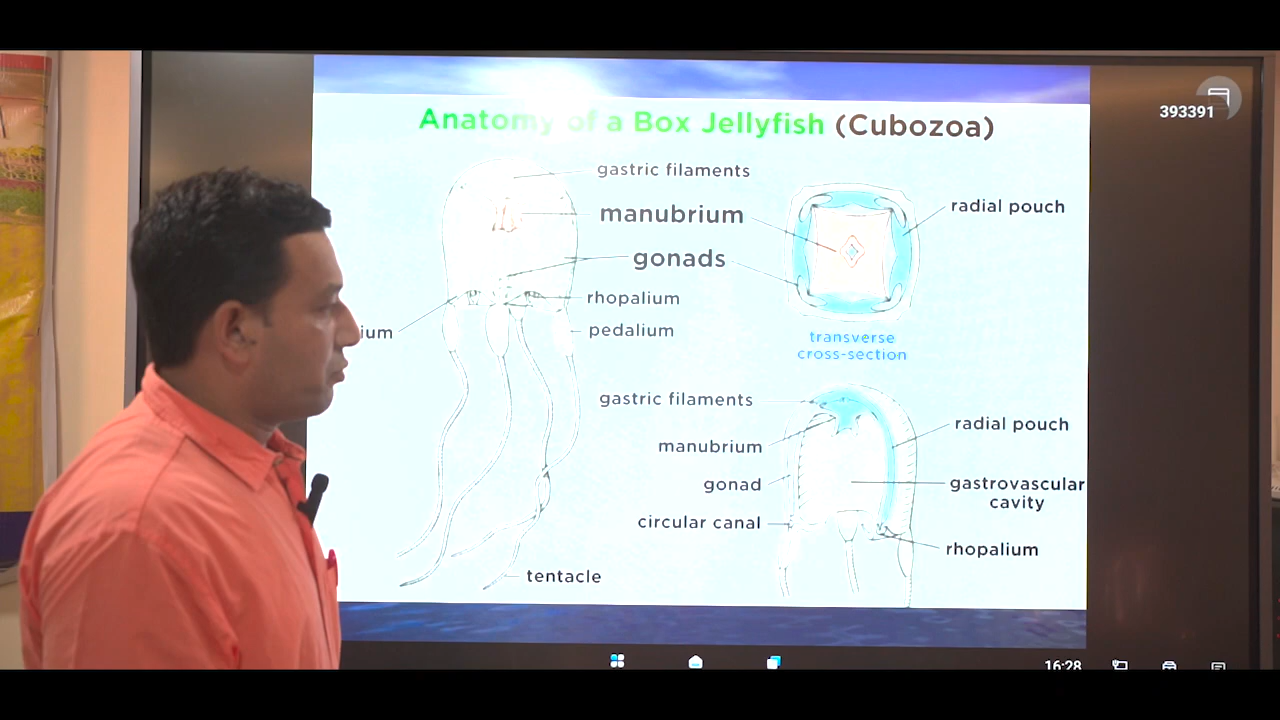 393391
Anatomy of a Box Jellyfish (Cubozoa)
gastric filaments
manubrium
gonads
rhopalium
ium
pedalium
tentacle
radial pouch
transverse
cross-section
gastric filaments
manubrium
gonad
circular canal
radial pouch
gastrovascular
cavity
rhopalium
16:28